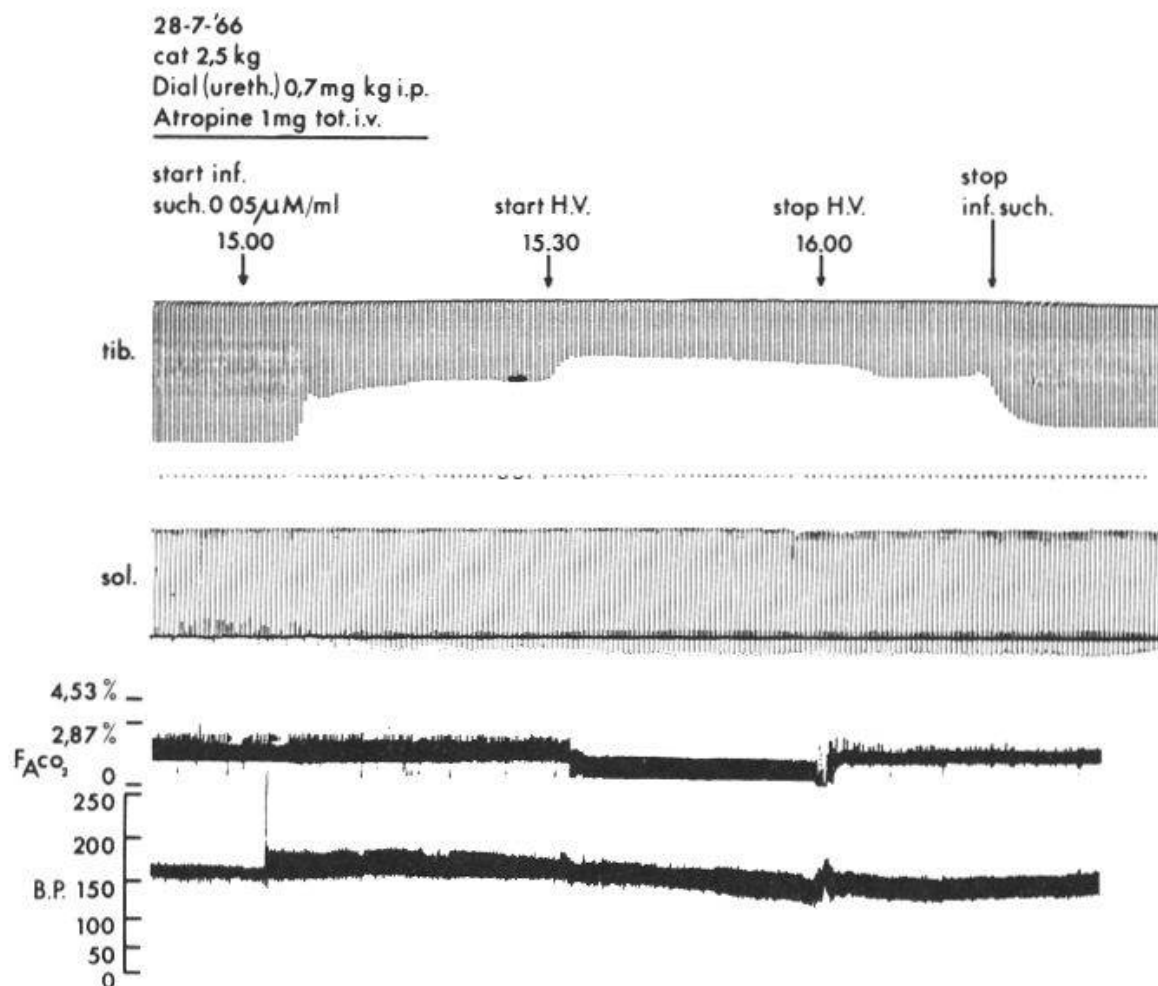 28-7-'66
cat 2,5 kg
Dial (ureth.) 0,7 mg kg i.p.
Atropine 1mg tot. i.v.
start inf.
such. 0 05 µM/ml
15.00
start H.V.
15.30
stop H.V.
16.00
stop
inf. such.
tib.
sol.
4,53 %
2,87 %
FAco₂
0
250
200
B.P. 150
100
50
0